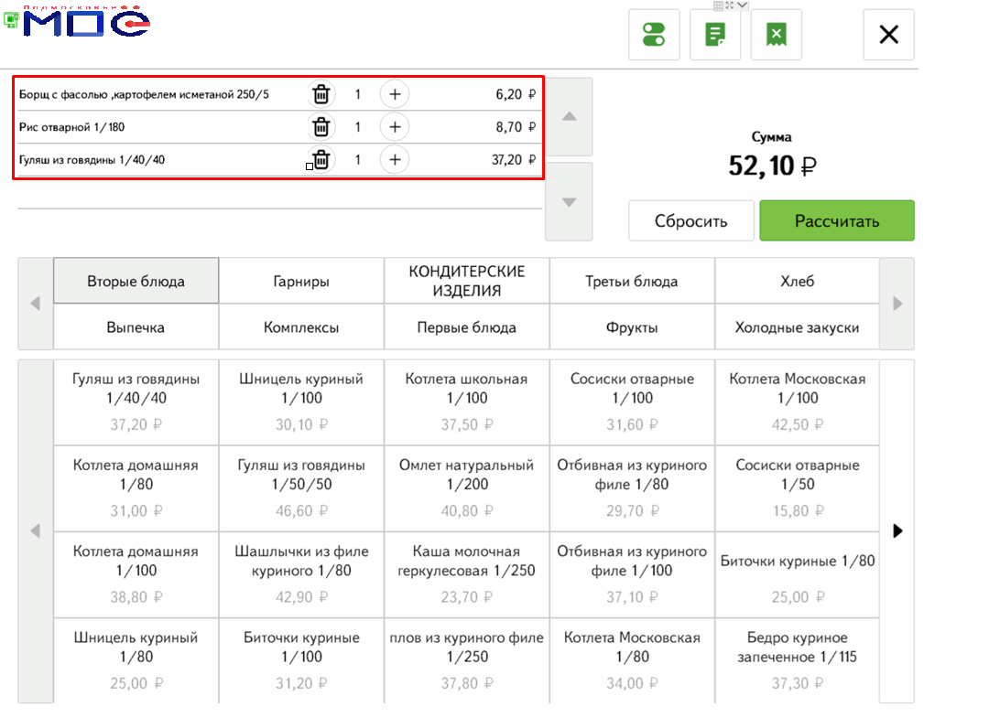 Подмосковье
МОС
Борщ с фасолью ,картофелем исметаной 250/5 1 + 6,20 ₽
Рис отварной 1/180 1 + 8,70 ₽
Гуляш из говядины 1/40/40 1 + 37,20 ₽
Сумма
52,10 ₽
Сбросить Рассчитать
Вторые блюда Гарниры КОНДИТЕРСКИЕ ИЗДЕЛИЯ Третьи блюда Хлеб
Выпечка Комплексы Первые блюда Фрукты Холодные закуски
Гуляш из говядины Шницель куриный Котлета школьная Сосиски отварные Котлета Московская
1/40/40 1/100 1/100 1/100 1/100
37,20 ₽ 30,10 ₽ 37,50 ₽ 31,60 ₽ 42,50 ₽
Котлета домашняя Гуляш из говядины Омлет натуральный Отбивная из куриного Сосиски отварные
1/80 1/50/50 1/200 филе 1/80 1/50
31,00 ₽ 46,60 ₽ 40,80 ₽ 29,70 ₽ 15,80 ₽
Котлета домашняя Шашлычки из филе Каша молочная Отбивная из куриного Биточки куриные 1/80
1/100 куриного 1/80 геркулесовая 1/250 филе 1/100
38,80 ₽ 42,90 ₽ 23,70 ₽ 37,10 ₽ 25,00 ₽
Шницель куриный Биточки куриные плов из куриного филе Котлета Московская Бедро куриное
1/80 1/100 1/250 1/80 запеченное 1/115
25,00 ₽ 31,20 ₽ 37,80 ₽ 34,00 ₽ 37,30 ₽